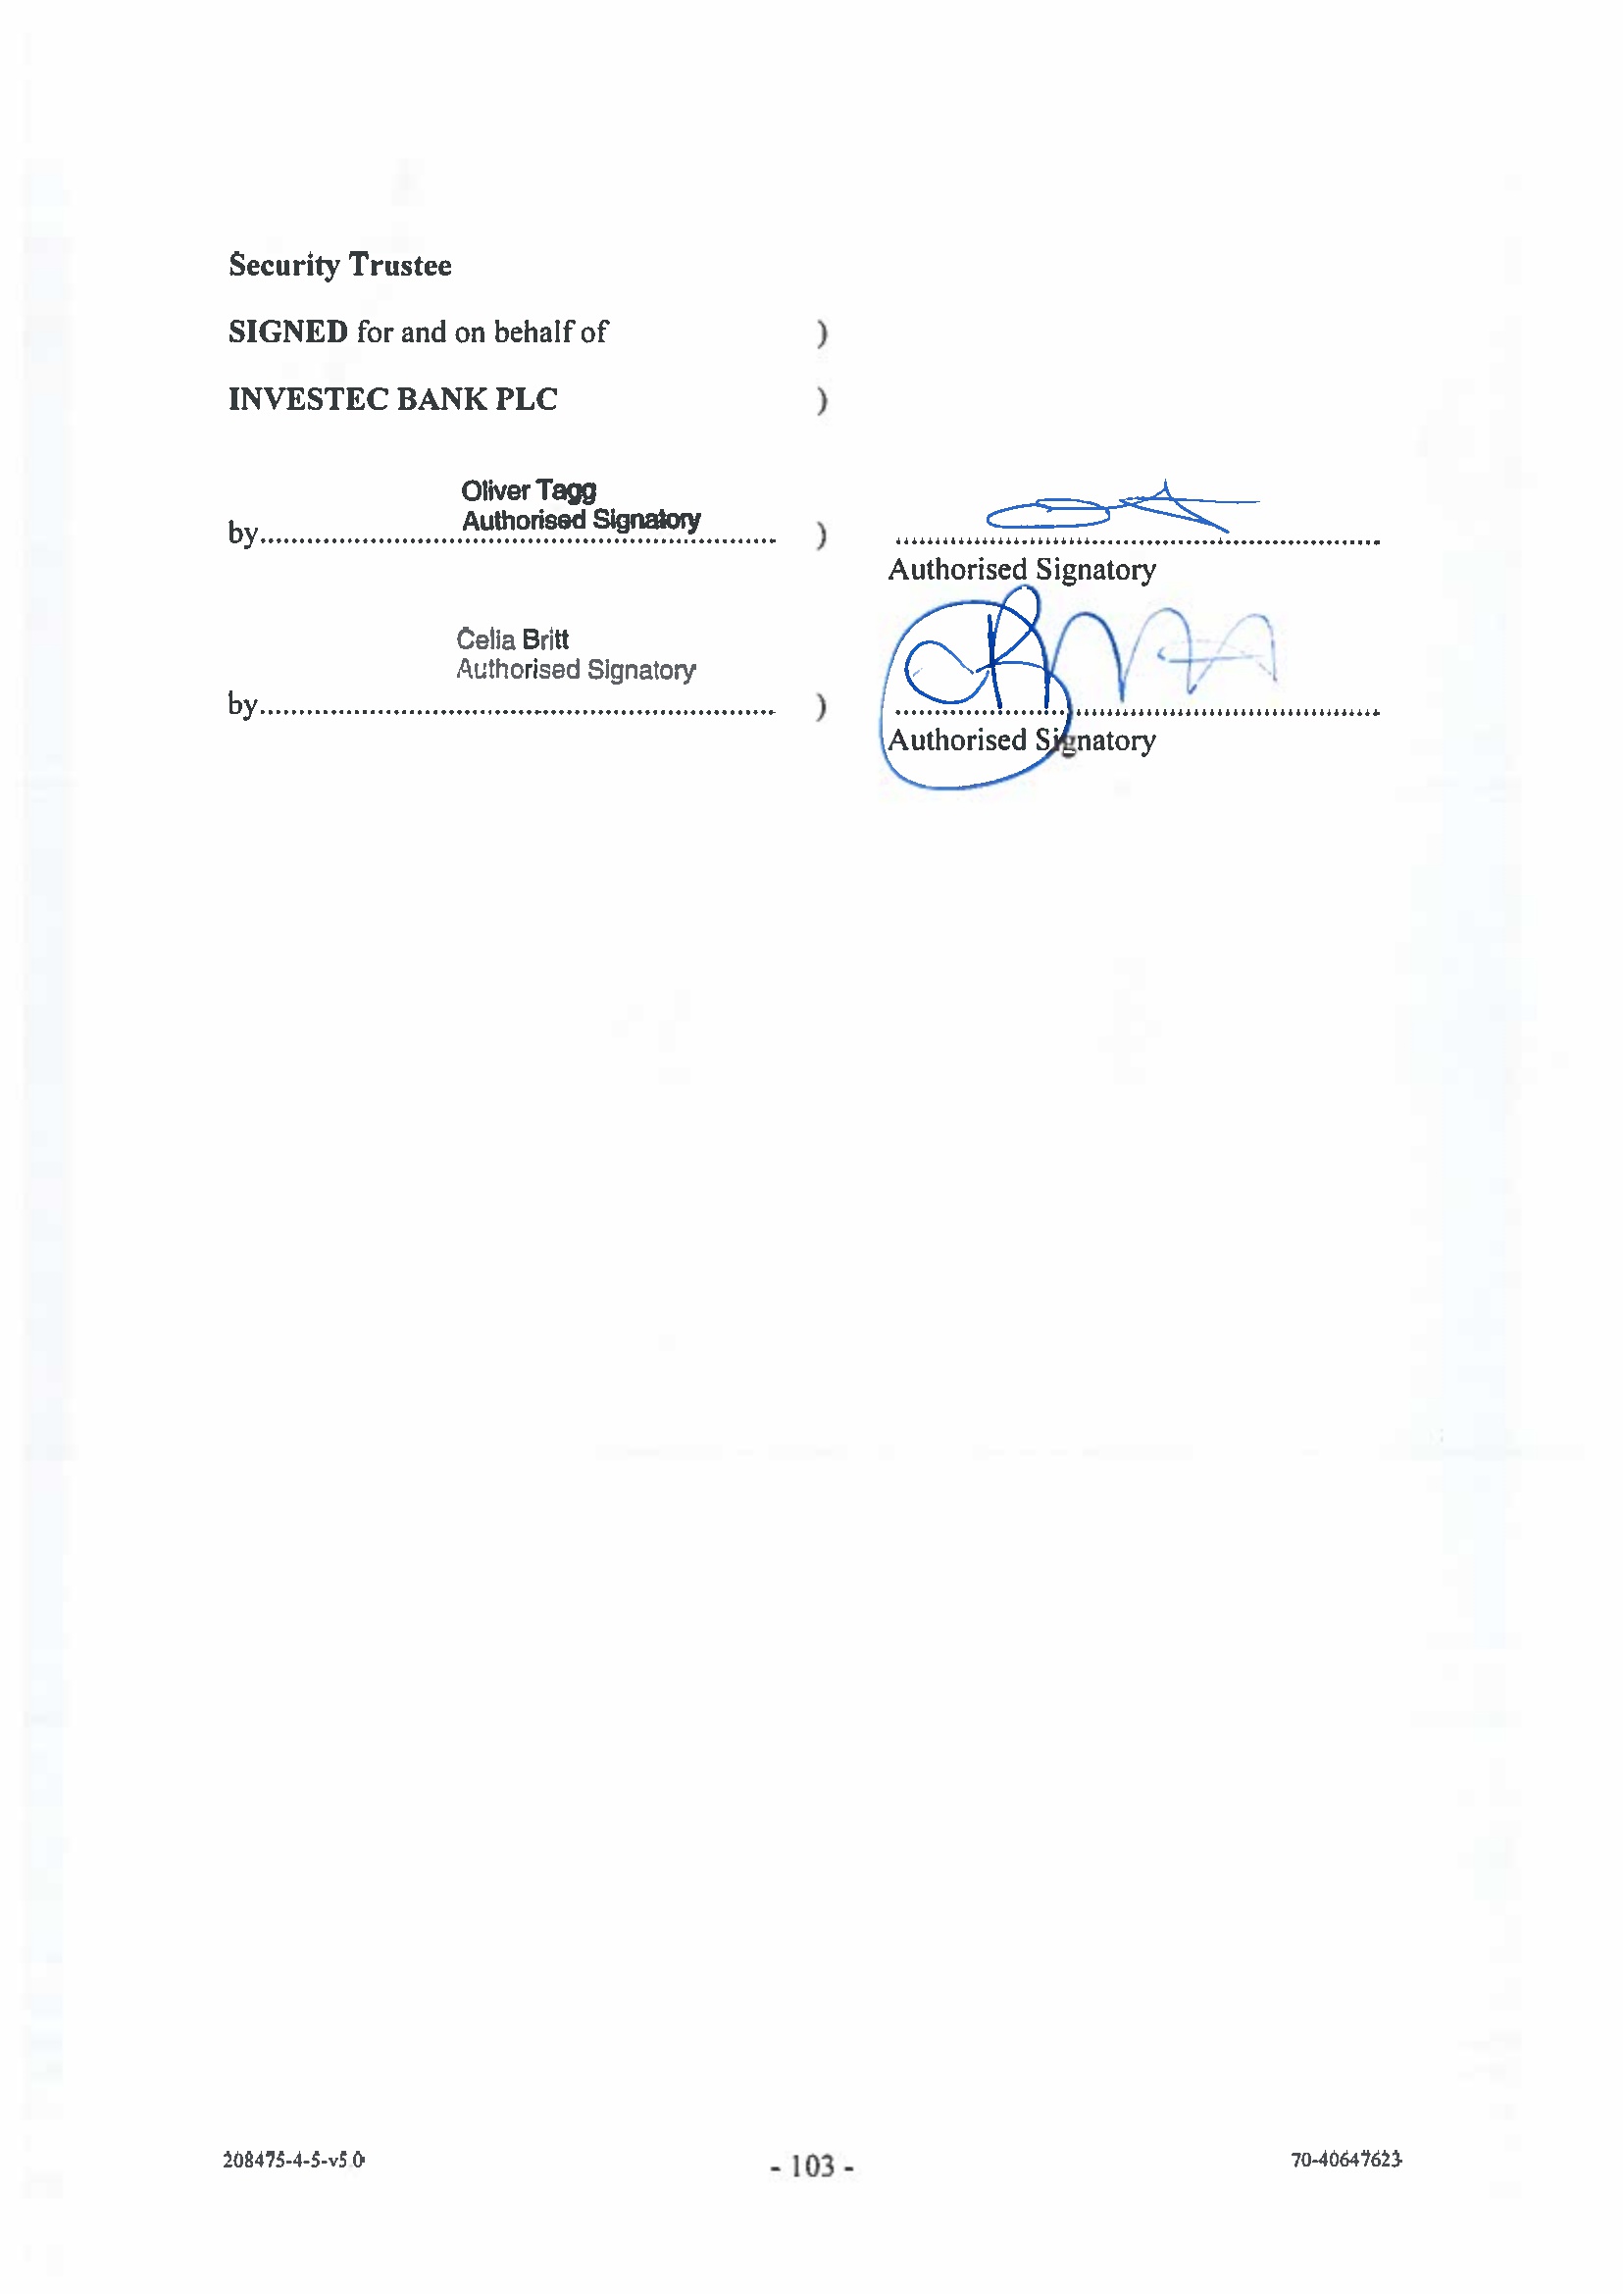 Security Trustee
SIGNED for and on behalf of )
INVESTEC BANK PLC )
Oliver Tagg
Authorised Signatory
by................................................................ )
............................................................
Authorised Signatory
Celia Britt
Authorised Signatory
by................................................................ )
............................................................
Authorised Signatory
208475-4-5-v5.0 - 103 - 70-40647623